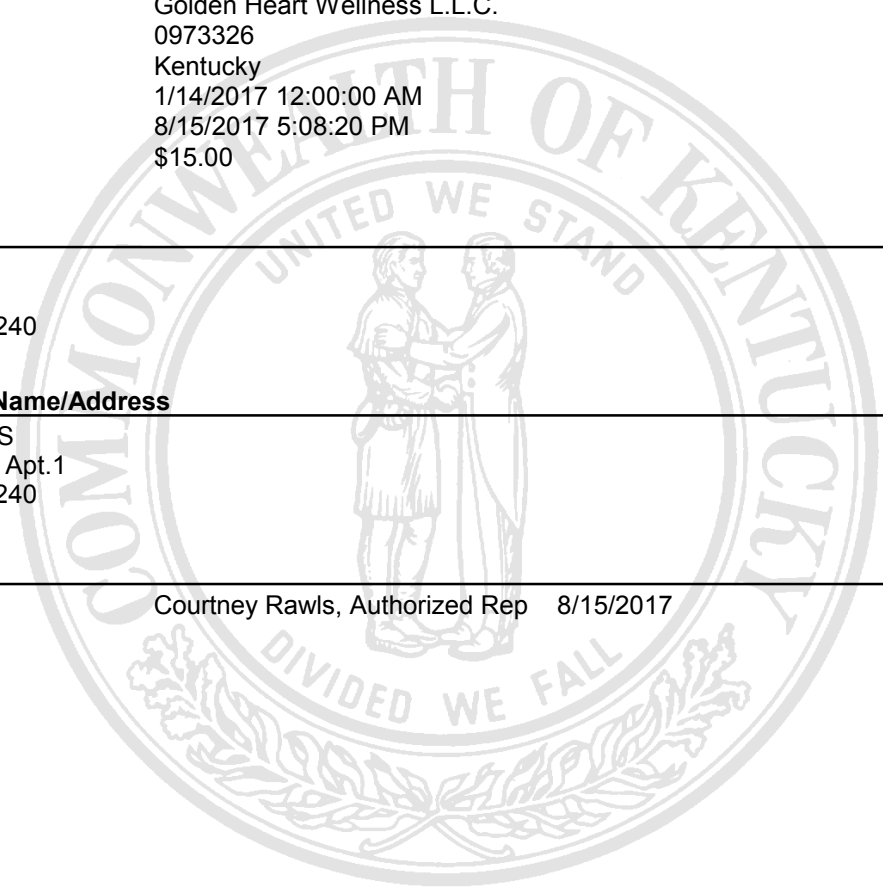 Golden Heart Wellness L.L.C.
0973326
Kentucky
1/14/2017 12:00:00 AM
8/15/2017 5:08:20 PM
$15.00
240
Name/Address
S
Apt.1
240
Courtney Rawls, Authorized Rep 8/15/2017
COMMONWEALTH OF KENTUCKY
UNITED WE STAND
DIVIDED WE FALL